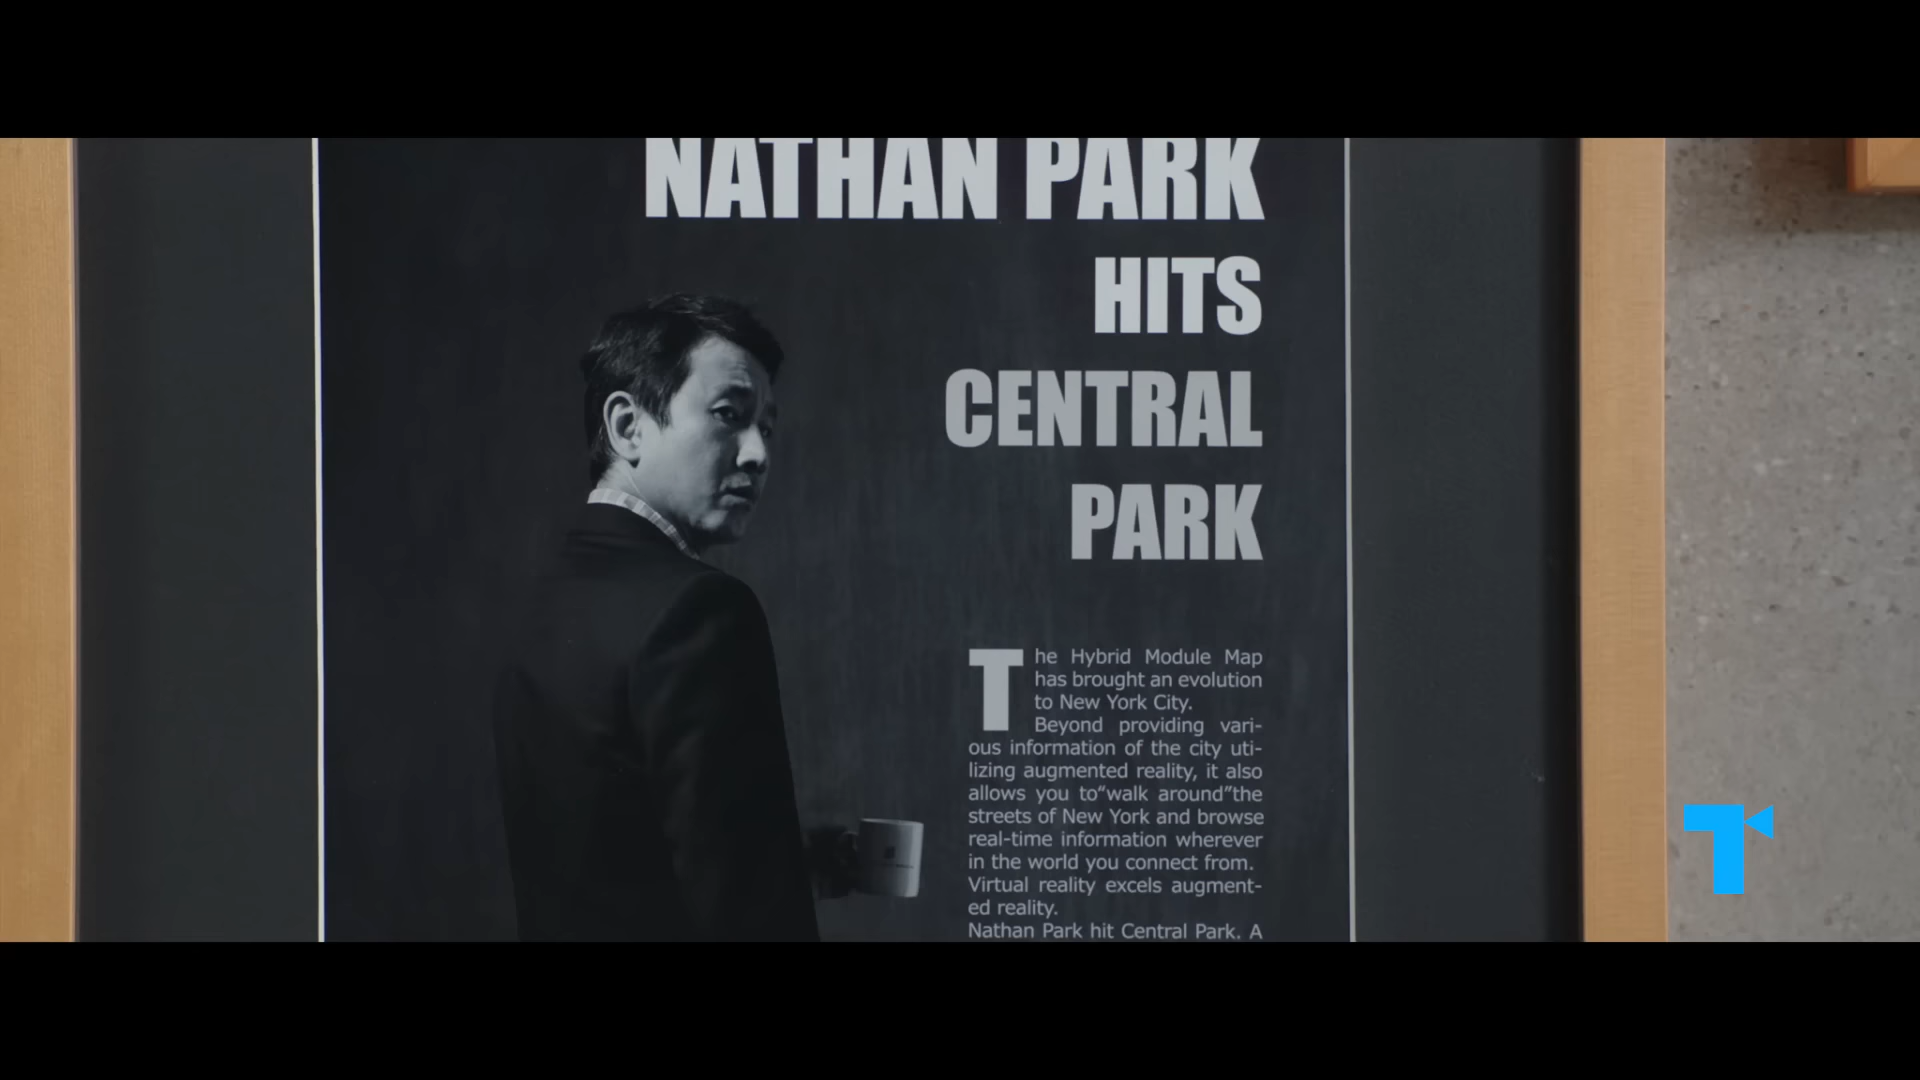 NATHAN PARK
HITS
CENTRAL
PARK
The Hybrid Module Map
has brought an evolution
to New York City.
Beyond providing vari-
ous information of the city uti-
lizing augmented reality, it also
allows you to“walk around”the
streets of New York and browse
real-time information wherever
in the world you connect from.
Virtual reality excels augment-
ed reality.
Nathan Park hit Central Park. A